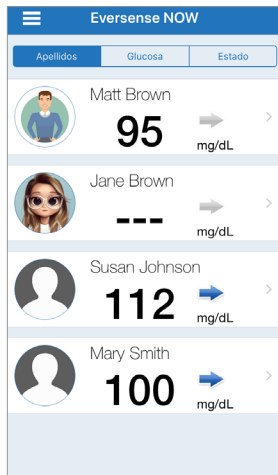 Eversense NOW
Apellidos Glucosa Estado
Matt Brown
95
mg/dL
Jane Brown
---
mg/dL
Susan Johnson
112
mg/dL
Mary Smith
100
mg/dL